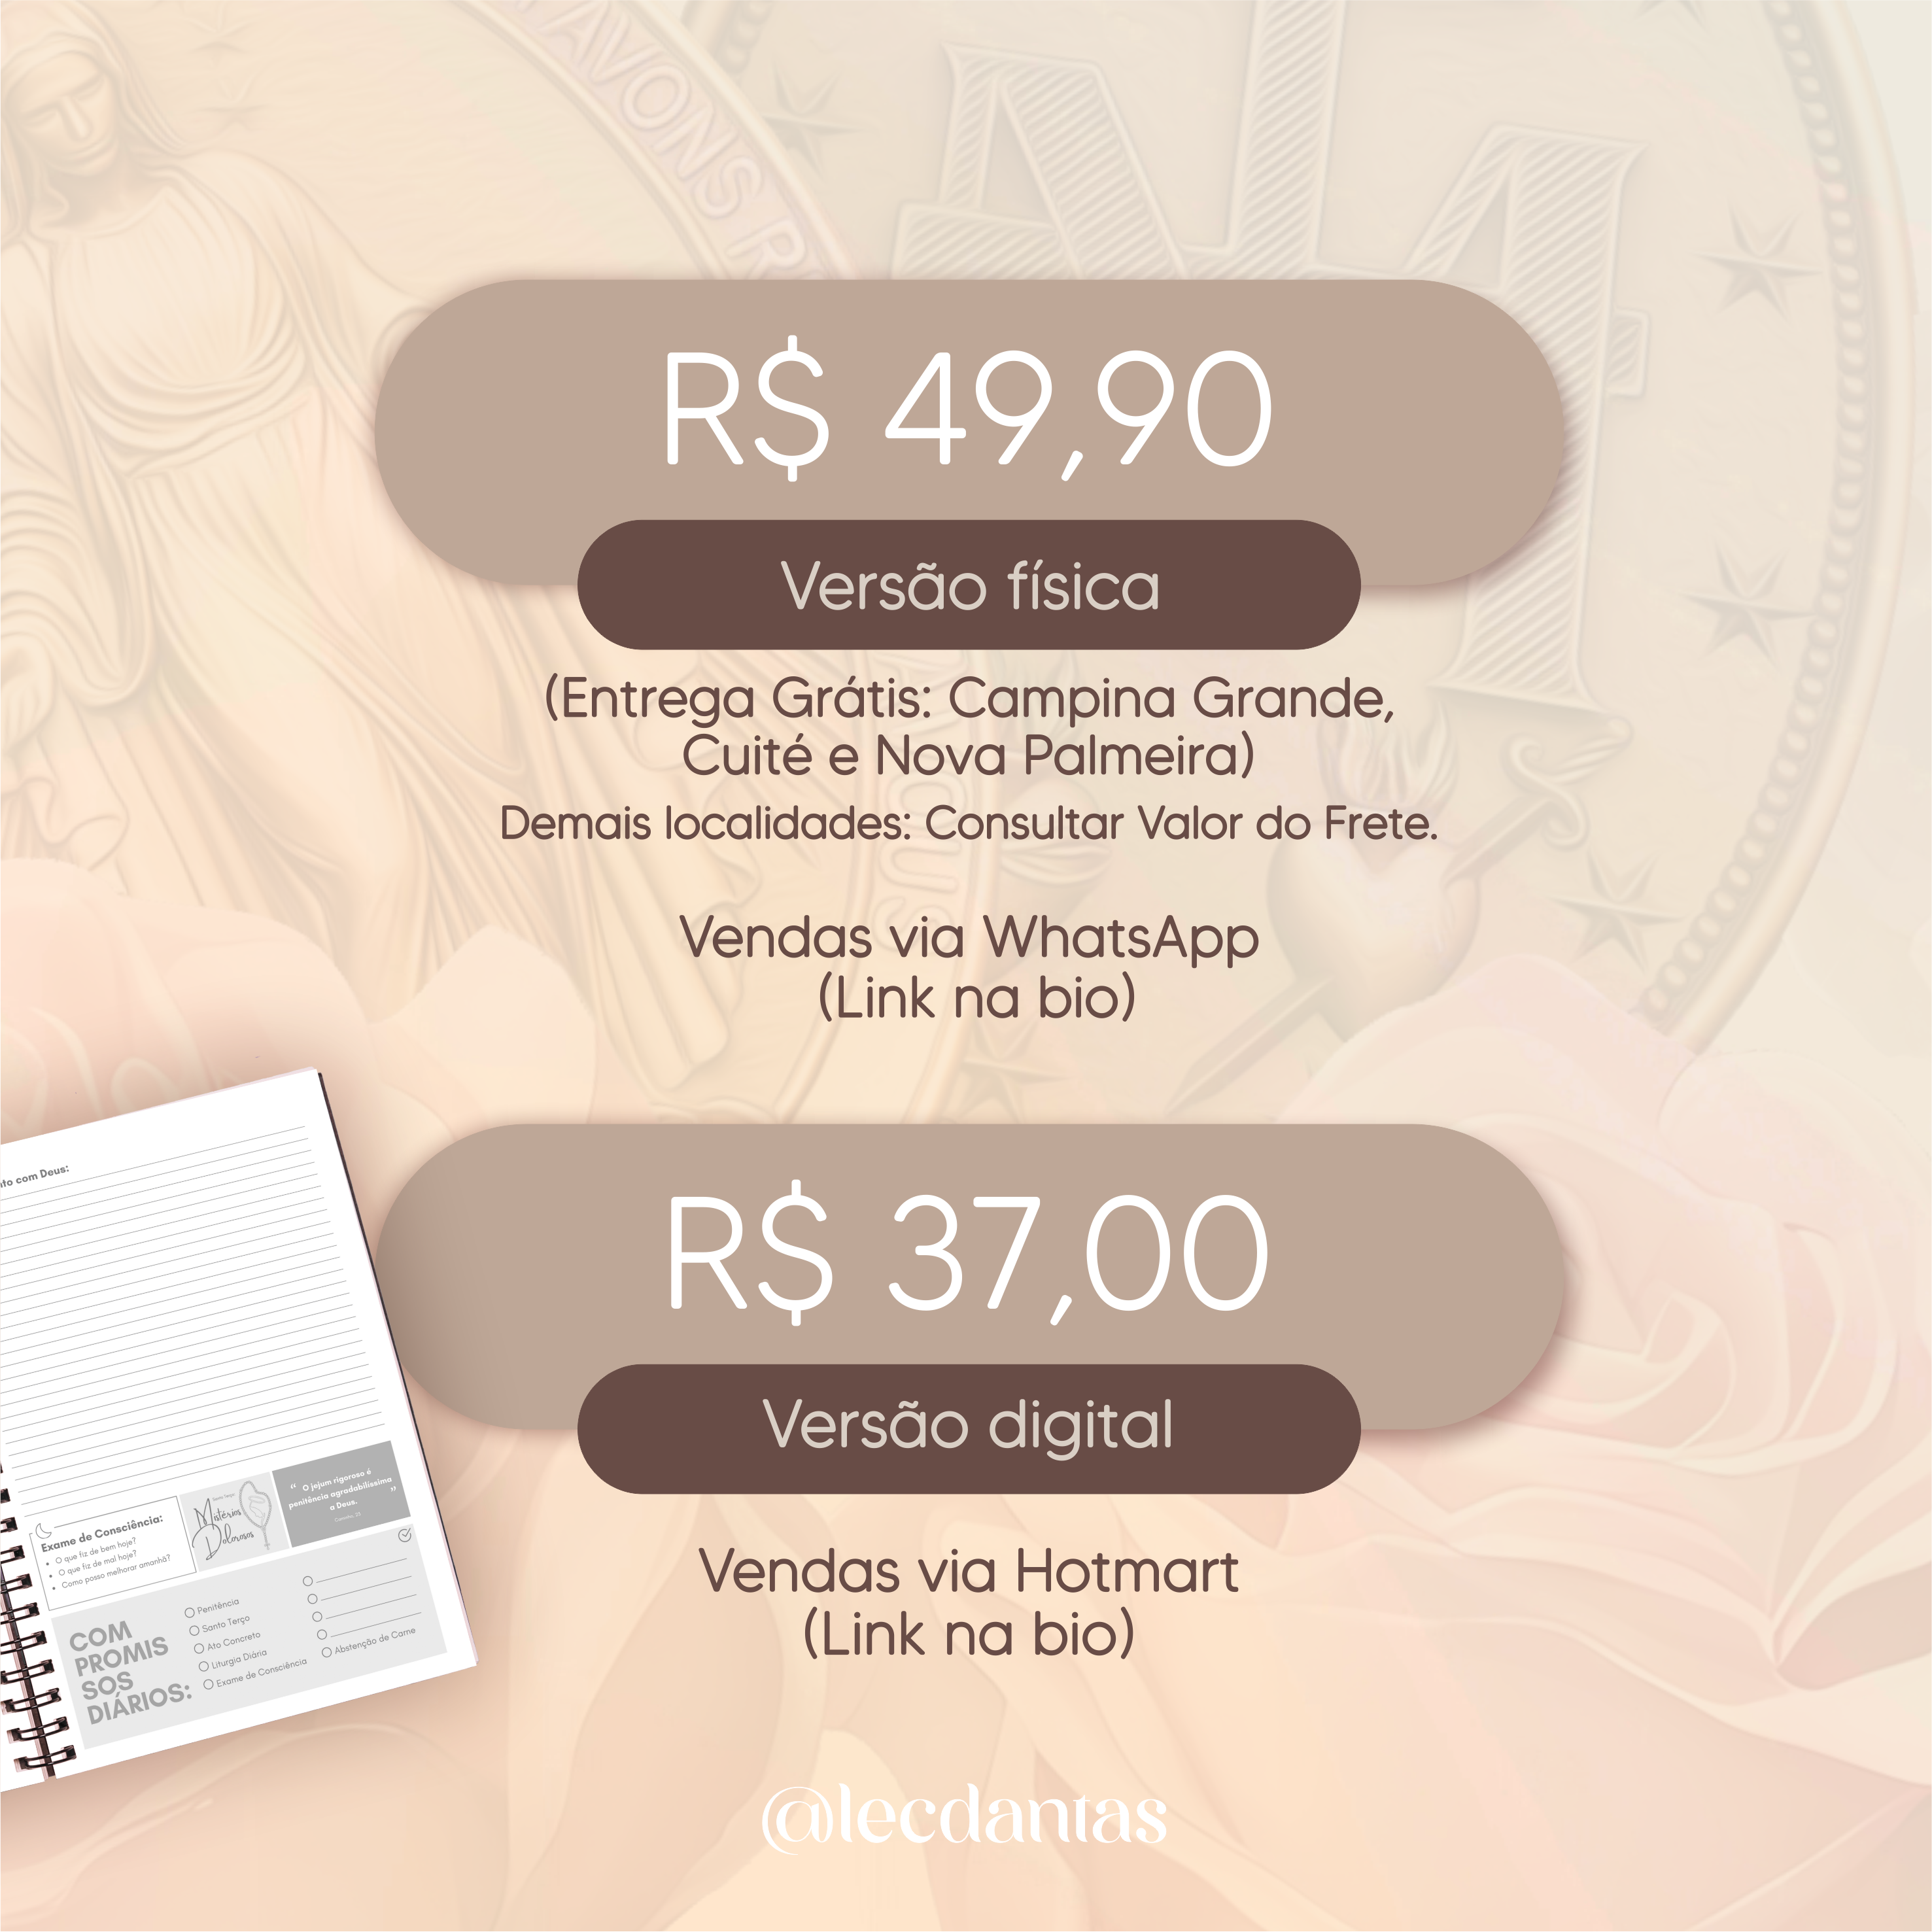 AVONS R
R$ 49,90
Versão física
(Entrega Grátis: Campina Grande,
Cuité e Nova Palmeira)
Demais localidades: Consultar Valor do Frete.
Vendas via WhatsApp
(Link na bio)
R$ 37,00
Versão digital
Vendas via Hotmart
(Link na bio)
com Deus:
Exame de Consciência:
• O que fiz de bem hoje?
• O que fiz de mal hoje?
• Como posso melhorar amanhã?
Santo Terço:
Mistérios
Dolorosos
“ O jejum rigoroso é
penitência agradabilíssima
a Deus. ”
COM
PROMIS
SOS
DIÁRIOS:
Penitência
Santo Terço
Ato Concreto
Liturgia Diária
Exame de Consciência
Abstenção de Carne
@lecdantas